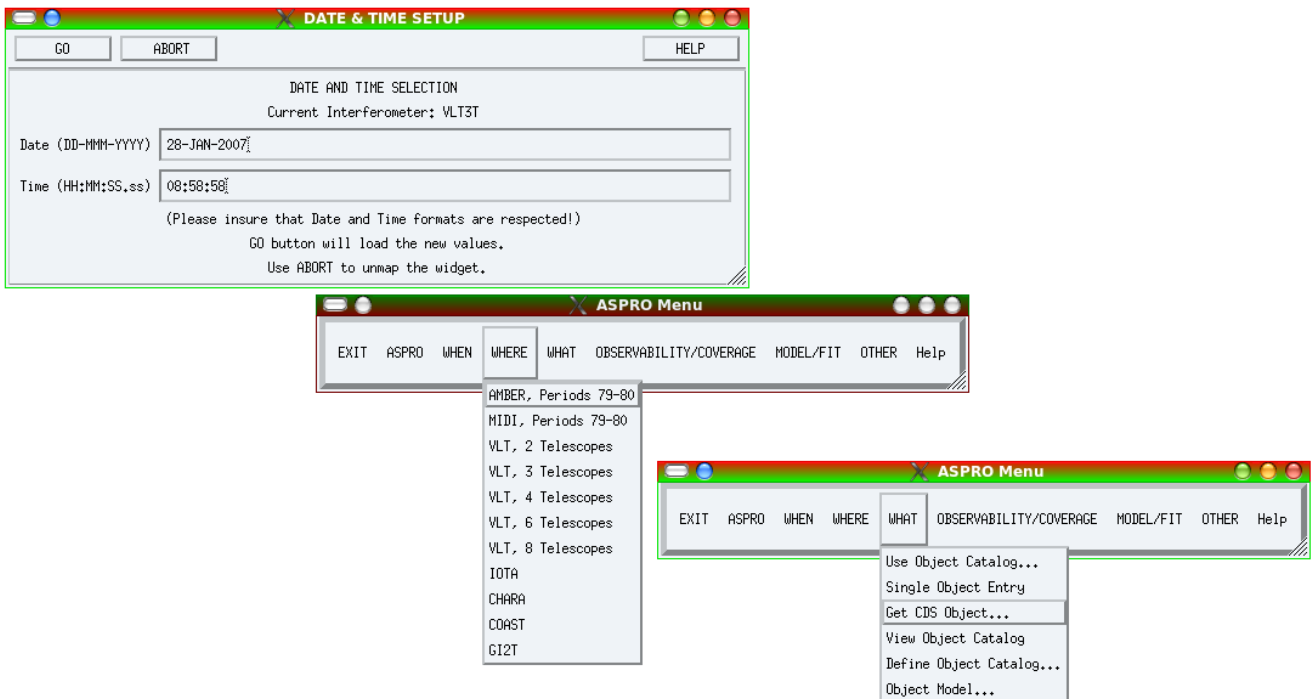 DATE & TIME SETUP
GO ABORT HELP
DATE AND TIME SELECTION
Current Interferometer: VLT3T
Date (DD-MMM-YYYY) 28-JAN-2007
Time (HH:MM:SS.ss) 08:58:58
(Please insure that Date and Time formats are respected!)
GO button will load the new values.
Use ABORT to unmap the widget.
ASPRO Menu
EXIT ASPRO WHEN WHERE WHAT OBSERVABILITY/COVERAGE MODEL/FIT OTHER Help
AMBER, Periods 79-80
MIDI, Periods 79-80
VLT, 2 Telescopes
VLT, 3 Telescopes
VLT, 4 Telescopes
VLT, 6 Telescopes
VLT, 8 Telescopes
IOTA
CHARA
COAST
GI2T
ASPRO Menu
EXIT ASPRO WHEN WHERE WHAT OBSERVABILITY/COVERAGE MODEL/FIT OTHER Help
Use Object Catalog...
Single Object Entry
Get CDS Object...
View Object Catalog
Define Object Catalog...
Object Model...